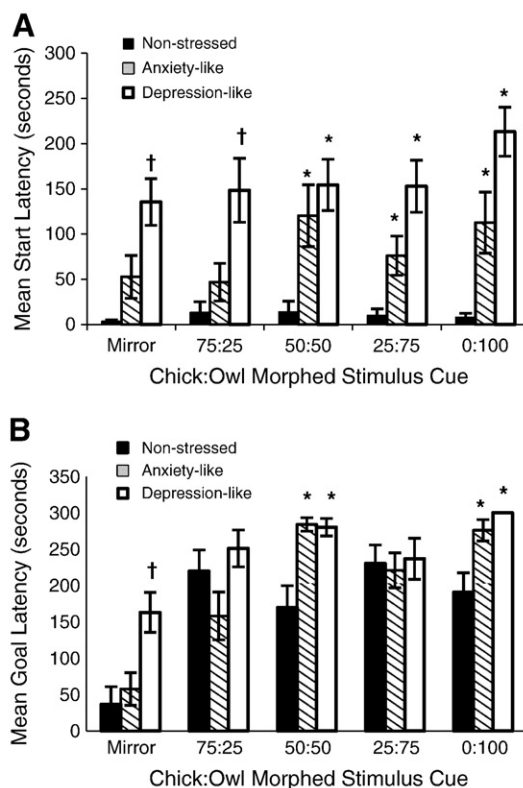 A
Non-stressed
Anxiety-like
Depression-like
Mean Start Latency (seconds)
300
250
200
150
100
50
0
† † * * * * * *
Mirror 75:25 50:50 25:75 0:100
Chick:Owl Morphed Stimulus Cue
B
Non-stressed
Anxiety-like
Depression-like
Mean Goal Latency (seconds)
350
300
250
200
150
100
50
0
† * * * *
Mirror 75:25 50:50 25:75 0:100
Chick:Owl Morphed Stimulus Cue